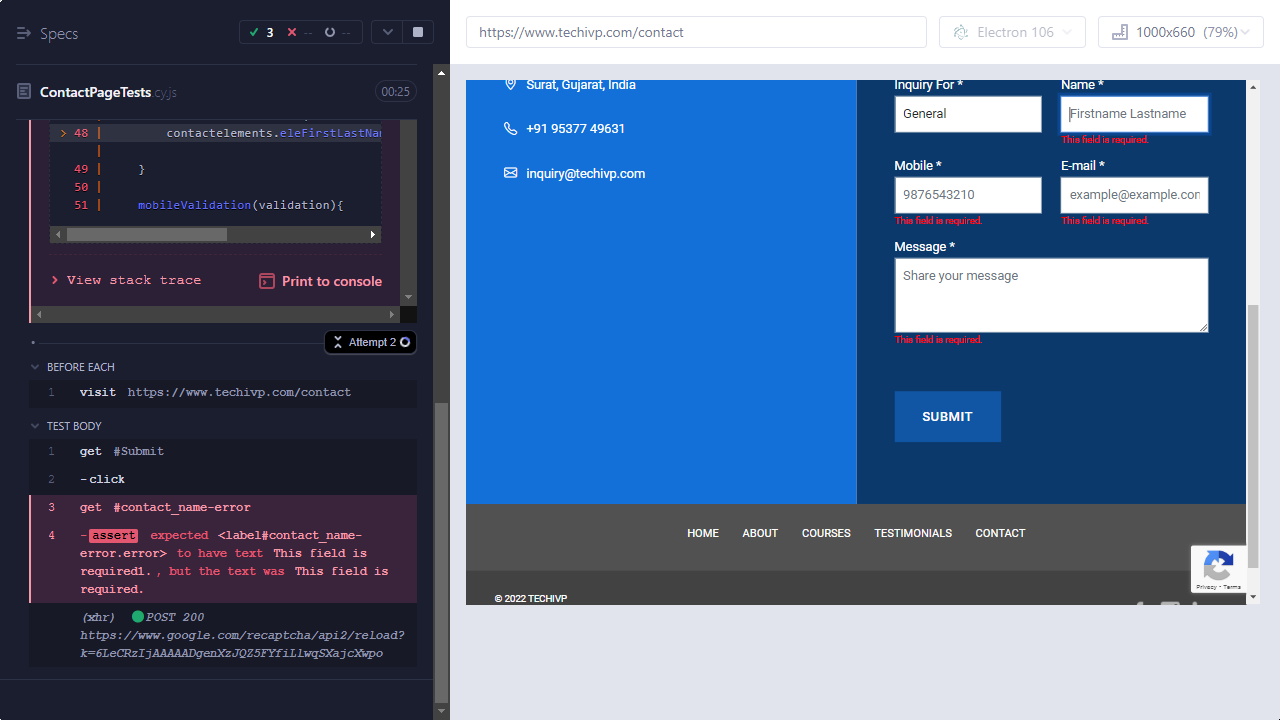 Specs
3 -- --
ContactPageTests cy.js 00:25
> 48 | contactelements.eleFirstLastNa
|
49 | }
50 |
51 | mobileValidation(validation){
View stack trace Print to console
Attempt 2
BEFORE EACH
1 visit https://www.techivp.com/contact
TEST BODY
1 get #Submit
2 -click
3 get #contact_name-error
4 -assert expected <label#contact_name-
error.error> to have text This field is
required1. , but the text was This field is
required.
(xhr) POST 200
https://www.google.com/recaptcha/api2/reload?
k=6LeCRzIjAAAAADgenXzJQZ5FYfiLlwqSXajcXWpo
https://www.techivp.com/contact
Electron 106
1000x660 (79%)
Surat, Gujarat, India
+91 95377 49631
inquiry@techivp.com
Inquiry For * Name *
General Firstname Lastname
This field is required.
Mobile * E-mail *
9876543210 example@example.con
This field is required. This field is required.
Message *
Share your message
This field is required.
SUBMIT
HOME ABOUT COURSES TESTIMONIALS CONTACT
Privacy - Terms
© 2022 TECHIVP